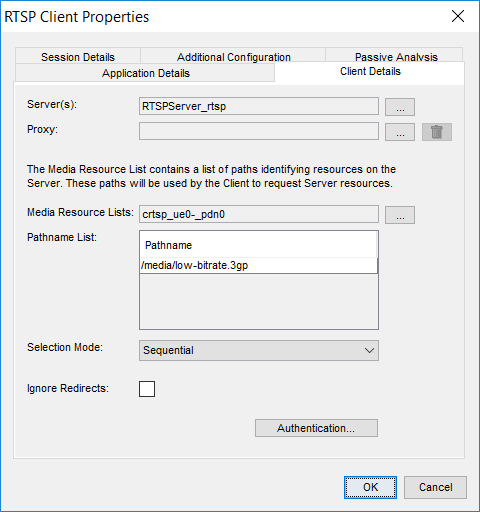 RTSP Client Properties
Session Details
Additional Configuration
Passive Analysis
Application Details
Client Details
Server(s):
RTSPServer_rtsp
...
Proxy:
...
The Media Resource List contains a list of paths identifying resources on the
Server. These paths will be used by the Client to request Server resources.
Media Resource Lists:
crtsp_ue0-_pdn0
...
Pathname List:
Pathname
/media/low-bitrate.3gp
Selection Mode:
Sequential
Ignore Redirects:
Authentication...
OK
Cancel